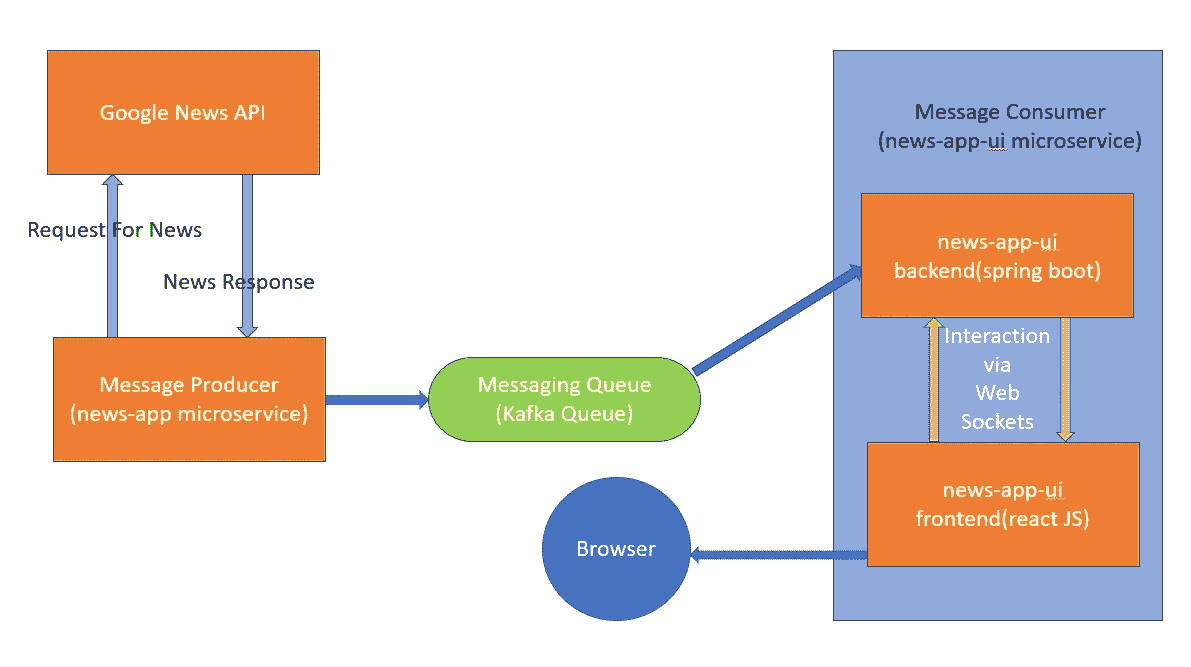 Google News API
Request For News
News Response
Message Producer
(news-app microservice)
Messaging Queue
(Kafka Queue)
Browser
Message Consumer
(news-app-ui microservice)
news-app-ui
backend(spring boot)
Interaction
via
Web
Sockets
news-app-ui
frontend(react JS)